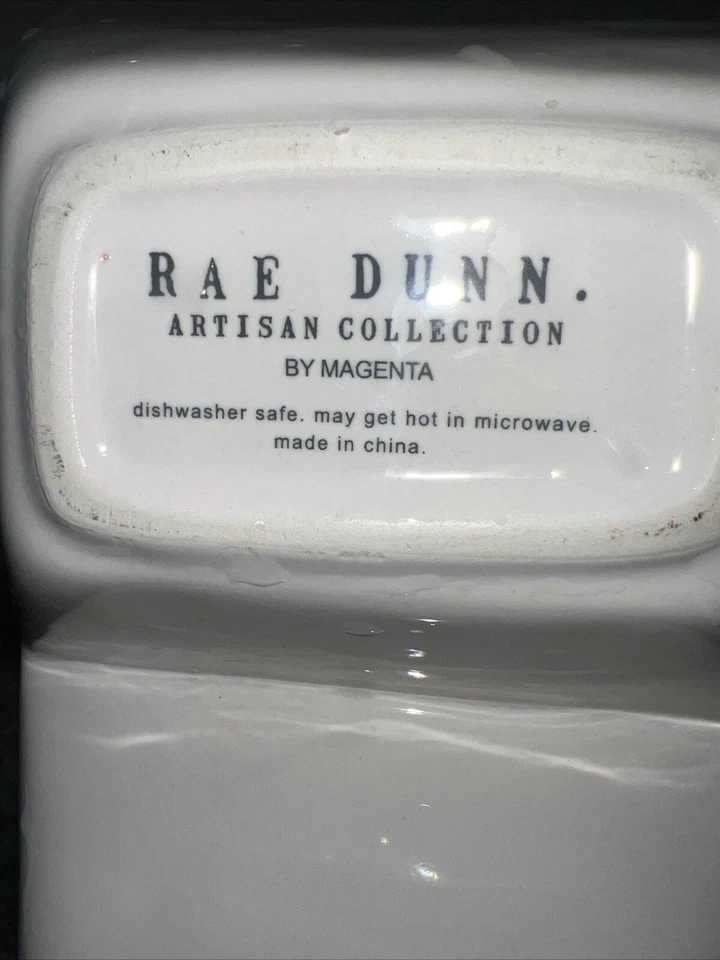 RAE DUNN.
ARTISAN COLLECTION
BY MAGENTA
dishwasher safe. may get hot in microwave.
made in china.